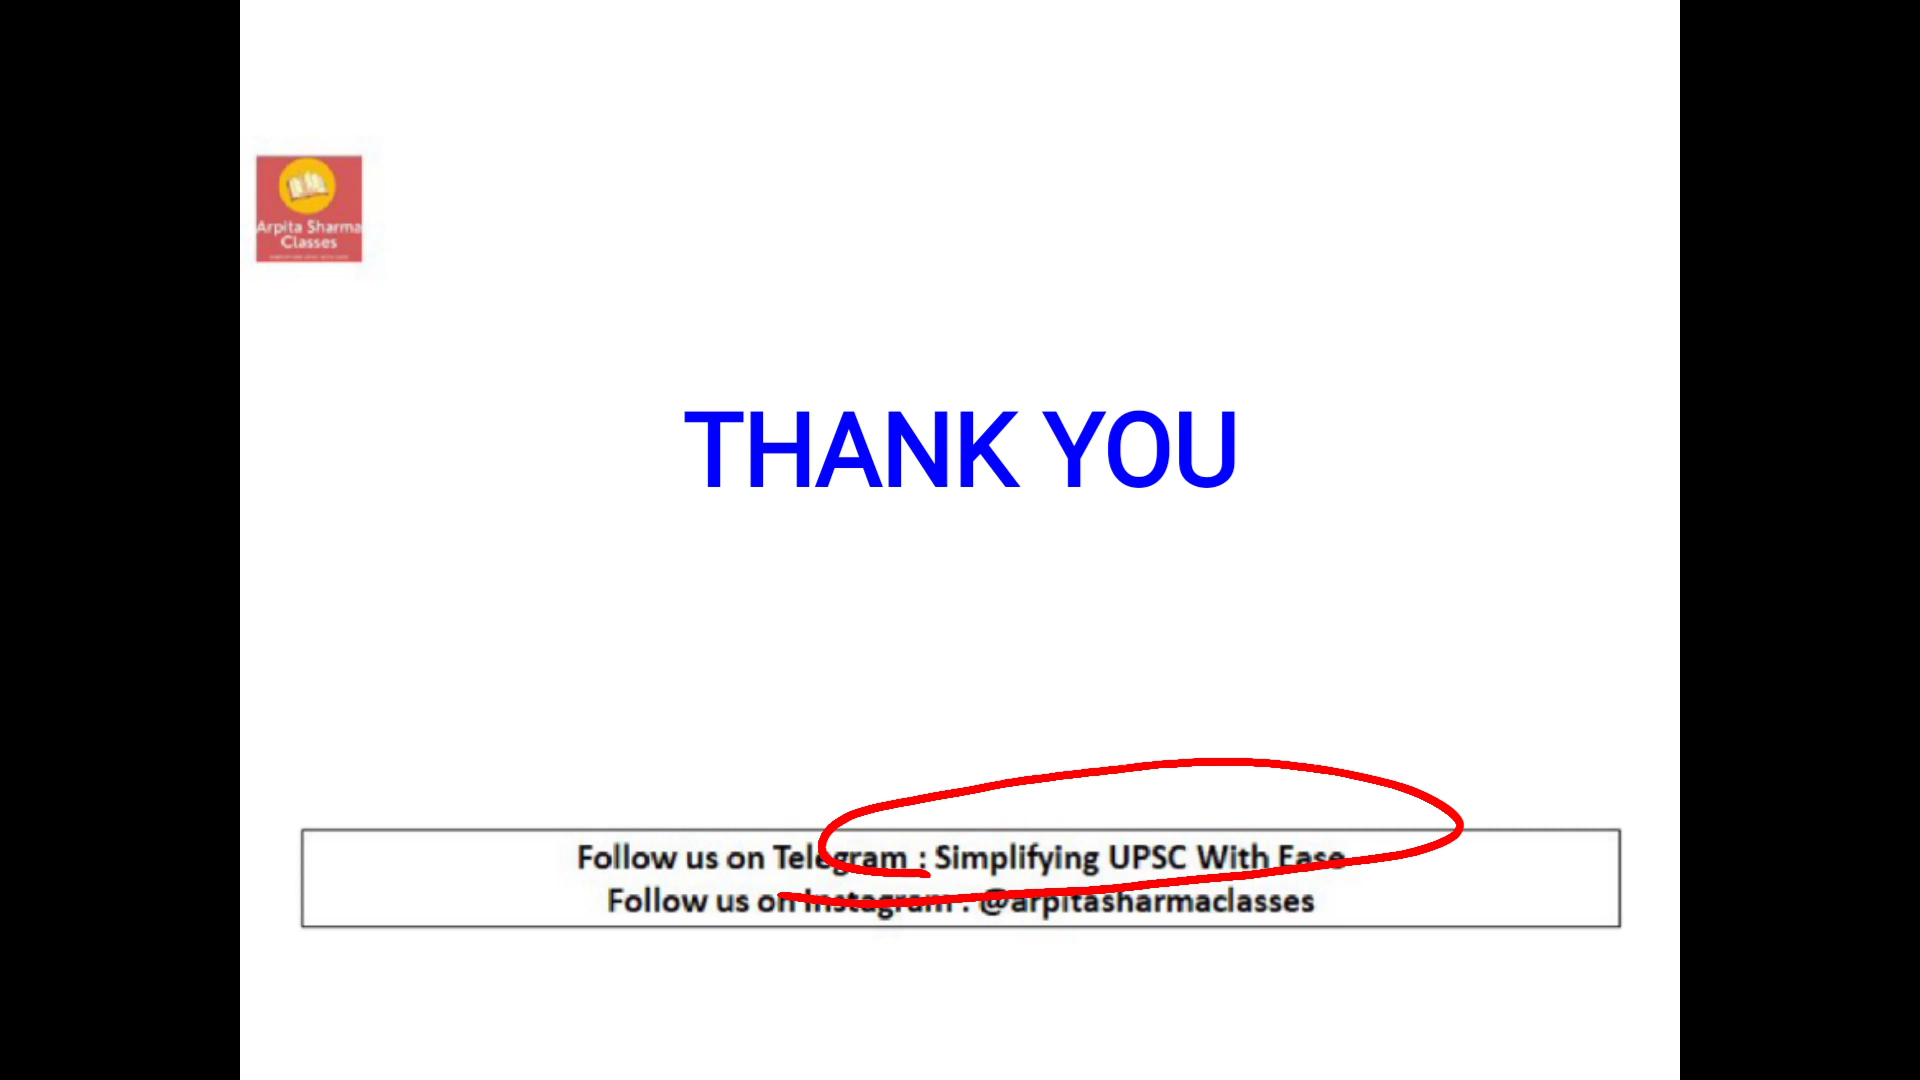 Arpita Sharma
Classes
THANK YOU
Follow us on Telegram : Simplifying UPSC With Ease
Follow us on Instagram : @arpitasharmaclasses